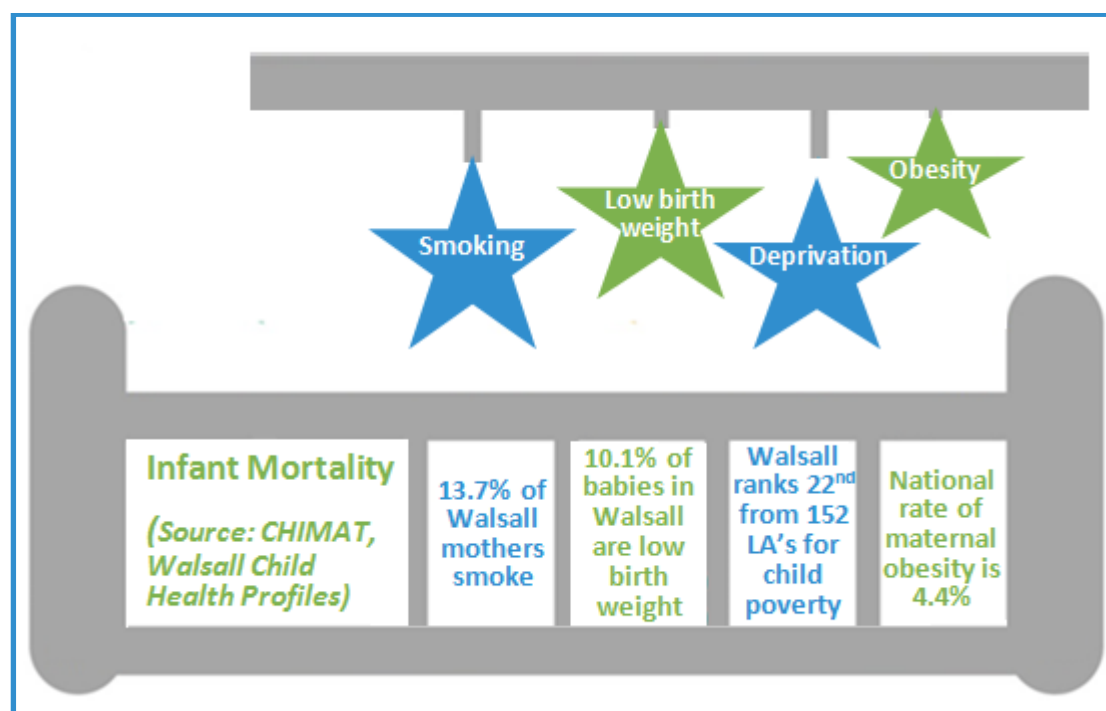 Smoking
Low birth
weight
Deprivation
Obesity
Infant Mortality
(Source: CHIMAT,
Walsall Child
Health Profiles)
13.7% of
Walsall
mothers
smoke
10.1% of
babies in
Walsall
are low
birth
weight
Walsall
ranks 22nd
from 152
LA's for
child
poverty
National
rate of
maternal
obesity is
4.4%